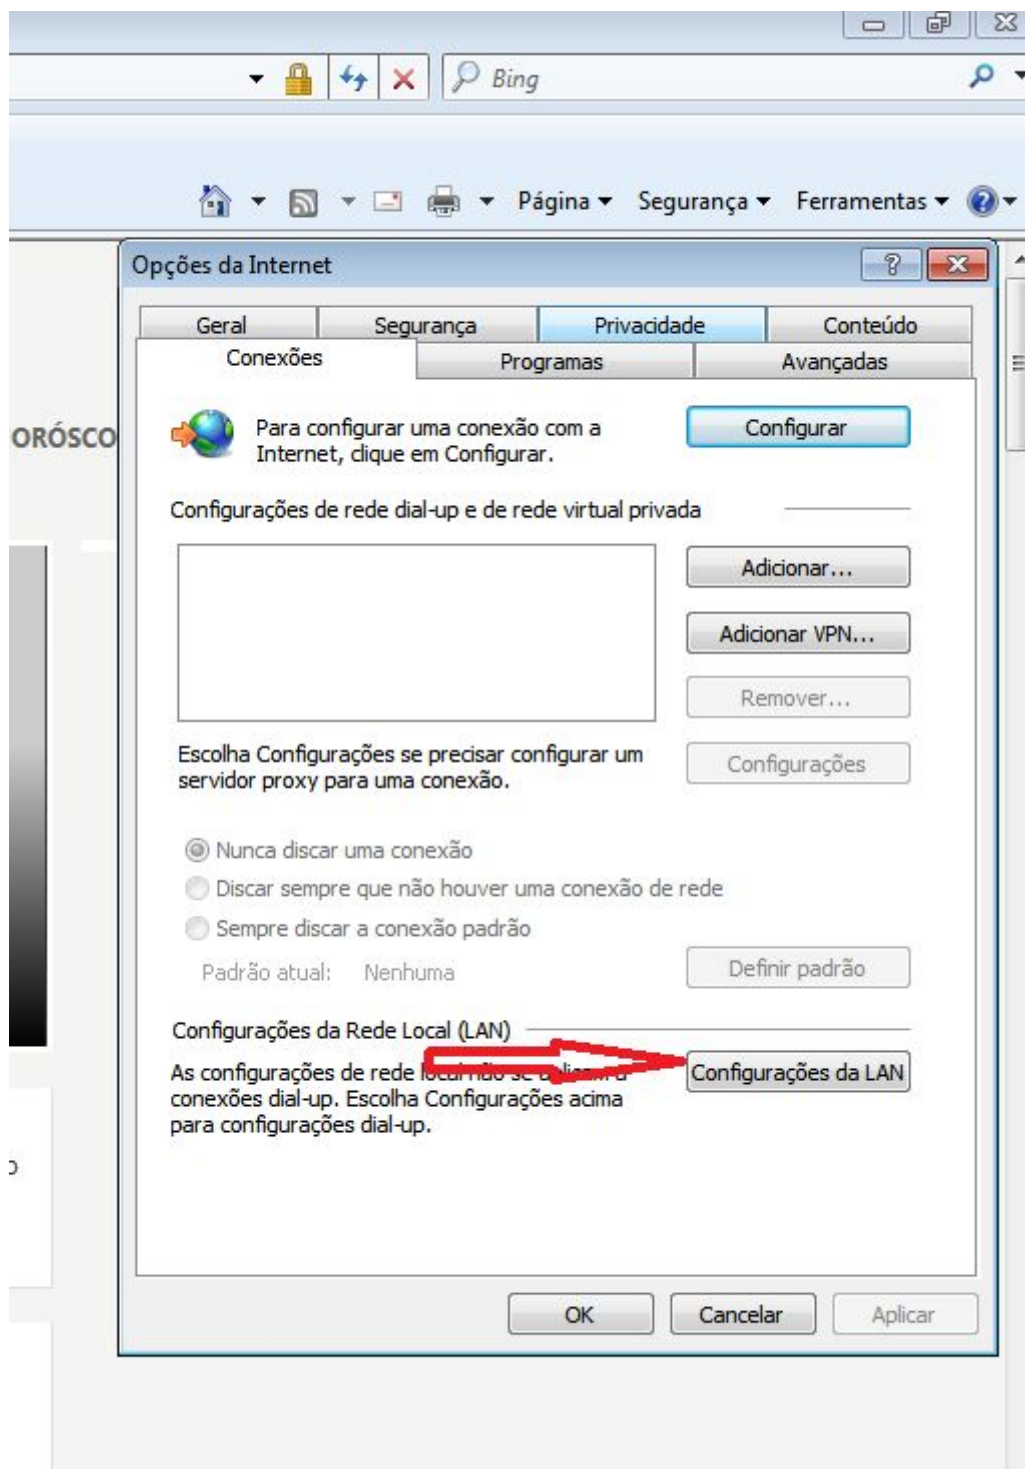 Bing
Página Segurança Ferramentas
Opções da Internet
Geral Segurança Privacidade Conteúdo
Conexões Programas Avançadas
ORÓSCO
Para configurar uma conexão com a
Internet, clique em Configurar.
Configurar
Configurações de rede dial-up e de rede virtual privada
Adicionar...
Adicionar VPN...
Remover...
Escolha Configurações se precisar configurar um
servidor proxy para uma conexão.
Configurações
Nunca discar uma conexão
Discar sempre que não houver uma conexão de rede
Sempre discar a conexão padrão
Padrão atual: Nenhuma
Definir padrão
Configurações da Rede Local (LAN)
As configurações de rede local não se aplicam a
conexões dial-up. Escolha Configurações acima
para configurações dial-up.
Configurações da LAN
o
OK Cancelar Aplicar